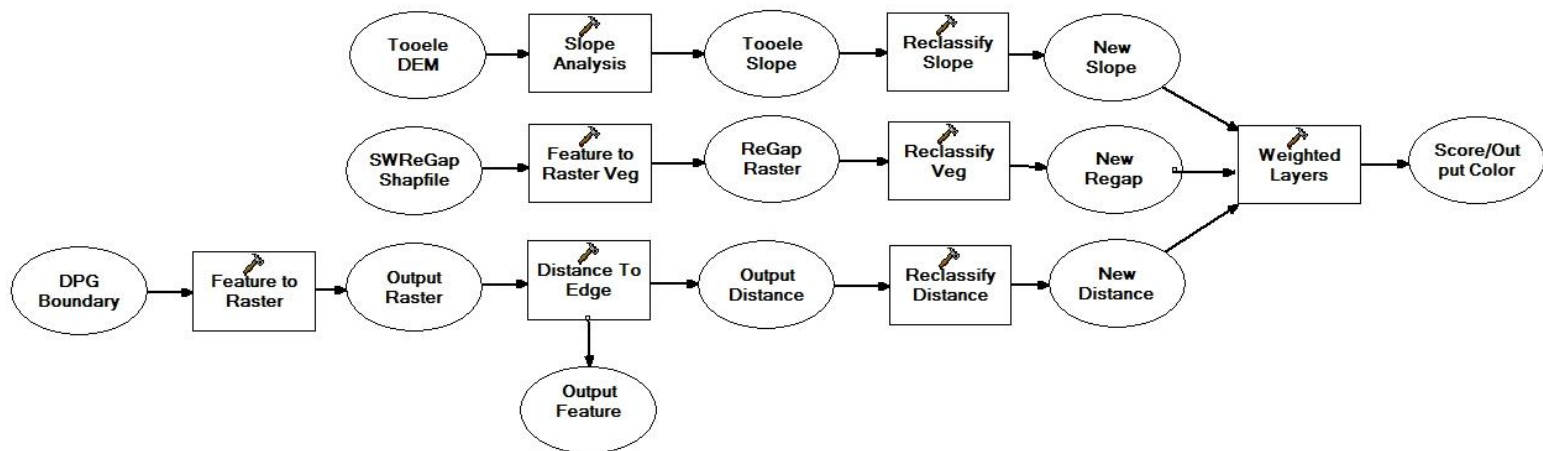 Tooele
DEM
Slope
Analysis
Tooele
Slope
Reclassify
Slope
New
Slope
SWReGap
Shapfile
Feature to
Raster Veg
ReGap
Raster
Reclassify
Veg
New
Regap
Weighted
Layers
Score/Out
put Color
DPG
Boundary
Feature to
Raster
Output
Raster
Distance To
Edge
Output
Distance
Reclassify
Distance
New
Distance
Output
Feature